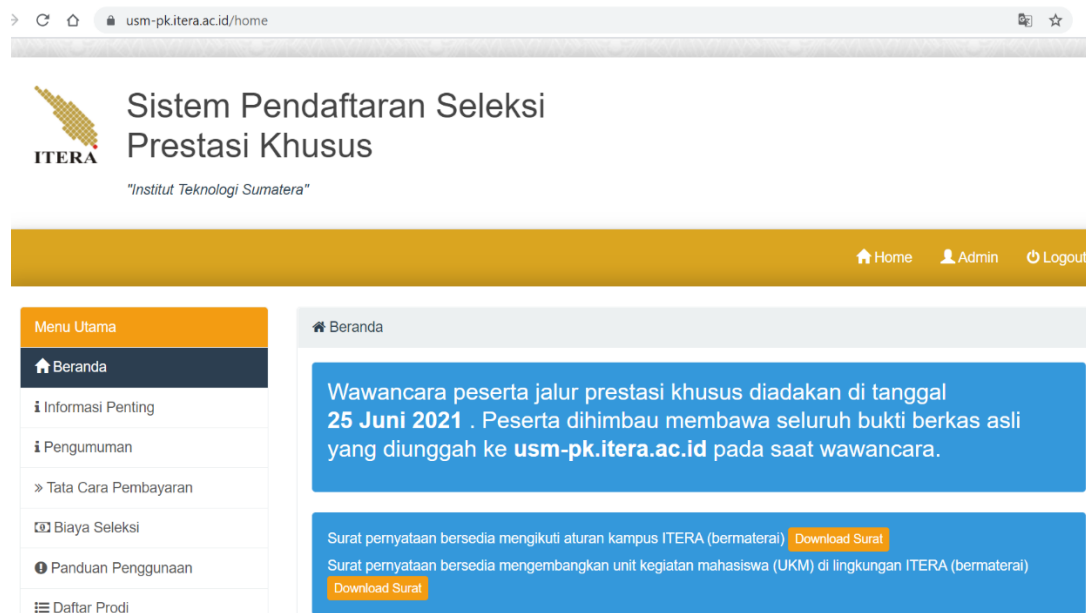 usm-pk.itera.ac.id/home
ITERA
Sistem Pendaftaran Seleksi
Prestasi Khusus
"Institut Teknologi Sumatera"
Home Admin Logout
Menu Utama
Beranda
Informasi Penting
Pengumuman
» Tata Cara Pembayaran
Biaya Seleksi
Panduan Penggunaan
Daftar Prodi
Beranda
Wawancara peserta jalur prestasi khusus diadakan di tanggal
25 Juni 2021 . Peserta dihimbau membawa seluruh bukti berkas asli
yang diunggah ke usm-pk.itera.ac.id pada saat wawancara.
Surat pernyataan bersedia mengikuti aturan kampus ITERA (bermaterai) Download Surat
Surat pernyataan bersedia mengembangkan unit kegiatan mahasiswa (UKM) di lingkungan ITERA (bermaterai)
Download Surat